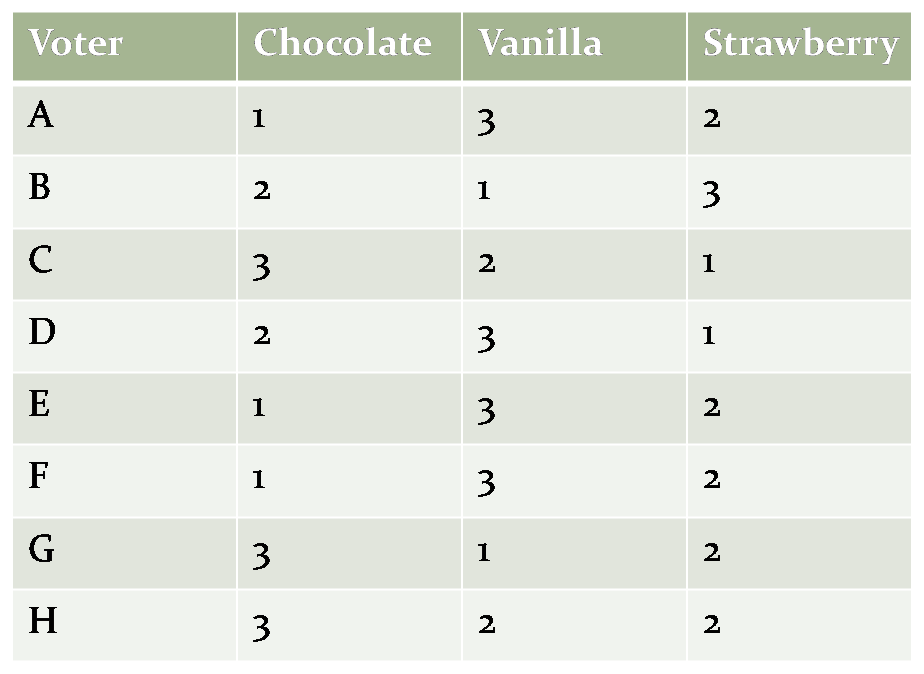 Voter Chocolate Vanilla Strawberry
A 1 3 2
B 2 1 3
C 3 2 1
D 2 3 1
E 1 3 2
F 1 3 2
G 3 1 2
H 3 2 2